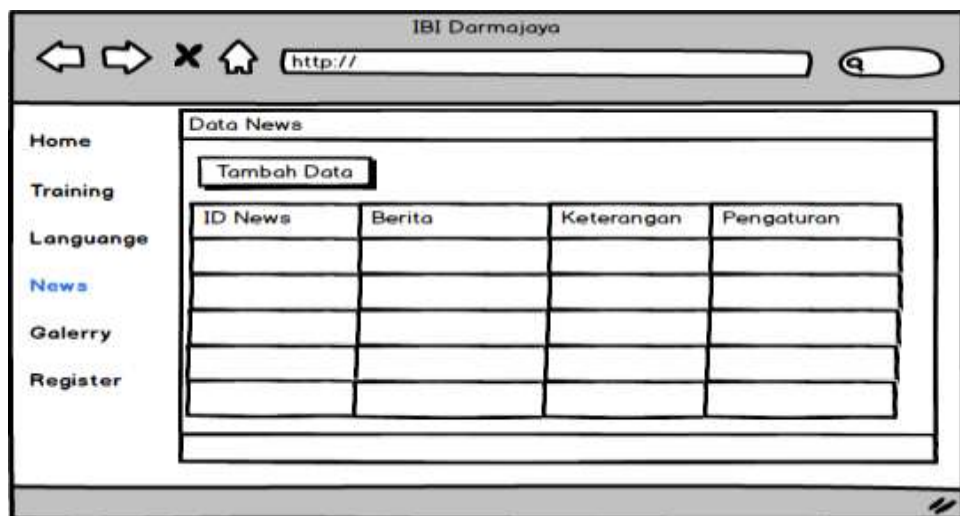 IBI Darmajaya
http://
Home
Training
Languange
News
Galerry
Register
Data News
Tambah Data
ID News Berita Keterangan Pengaturan